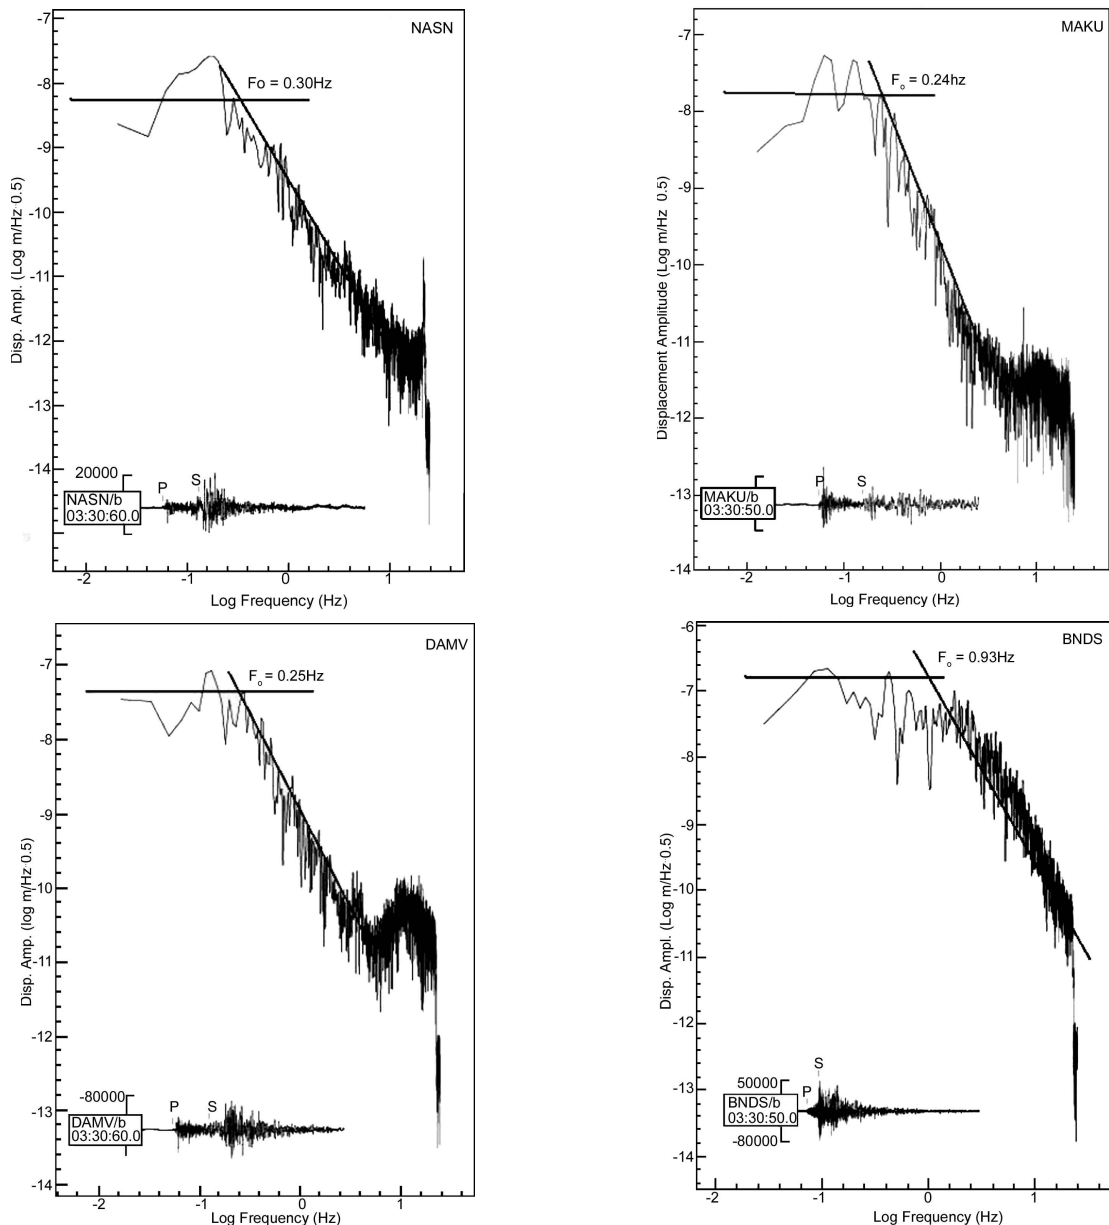 NASN
Fo = 0.30Hz
-7
-8
-9
-10
-11
-12
-13
-14
Disp. Ampl. (Log m/Hz·0.5)
20000
P
S
NASN/b
03:30:60.0
-2
-1
0
1
Log Frequency (Hz)
MAKU
Fo = 0.24hz
-7
-8
-9
-10
-11
-12
-13
-14
Displacement Amplitude (Log m/Hz 0.5)
P
S
MAKU/b
03:30:50.0
-2
-1
0
1
Log Frequency (Hz)
DAMV
Fo = 0.25Hz
-7
-8
-9
-10
-11
-12
-13
-14
Disp. Amp. (log m/Hz·0.5)
-80000
P
S
DAMV/b
03:30:60.0
-2
-1
0
1
Log Frequency (Hz)
BNDS
Fo = 0.93Hz
-6
-7
-8
-9
-10
-11
-12
-13
-14
Disp. Ampl. (Log m/Hz·0.5)
S
50000
P
BNDS/b
03:30:50.0
-80000
-2
-1
0
1
Log Frequency (Hz)